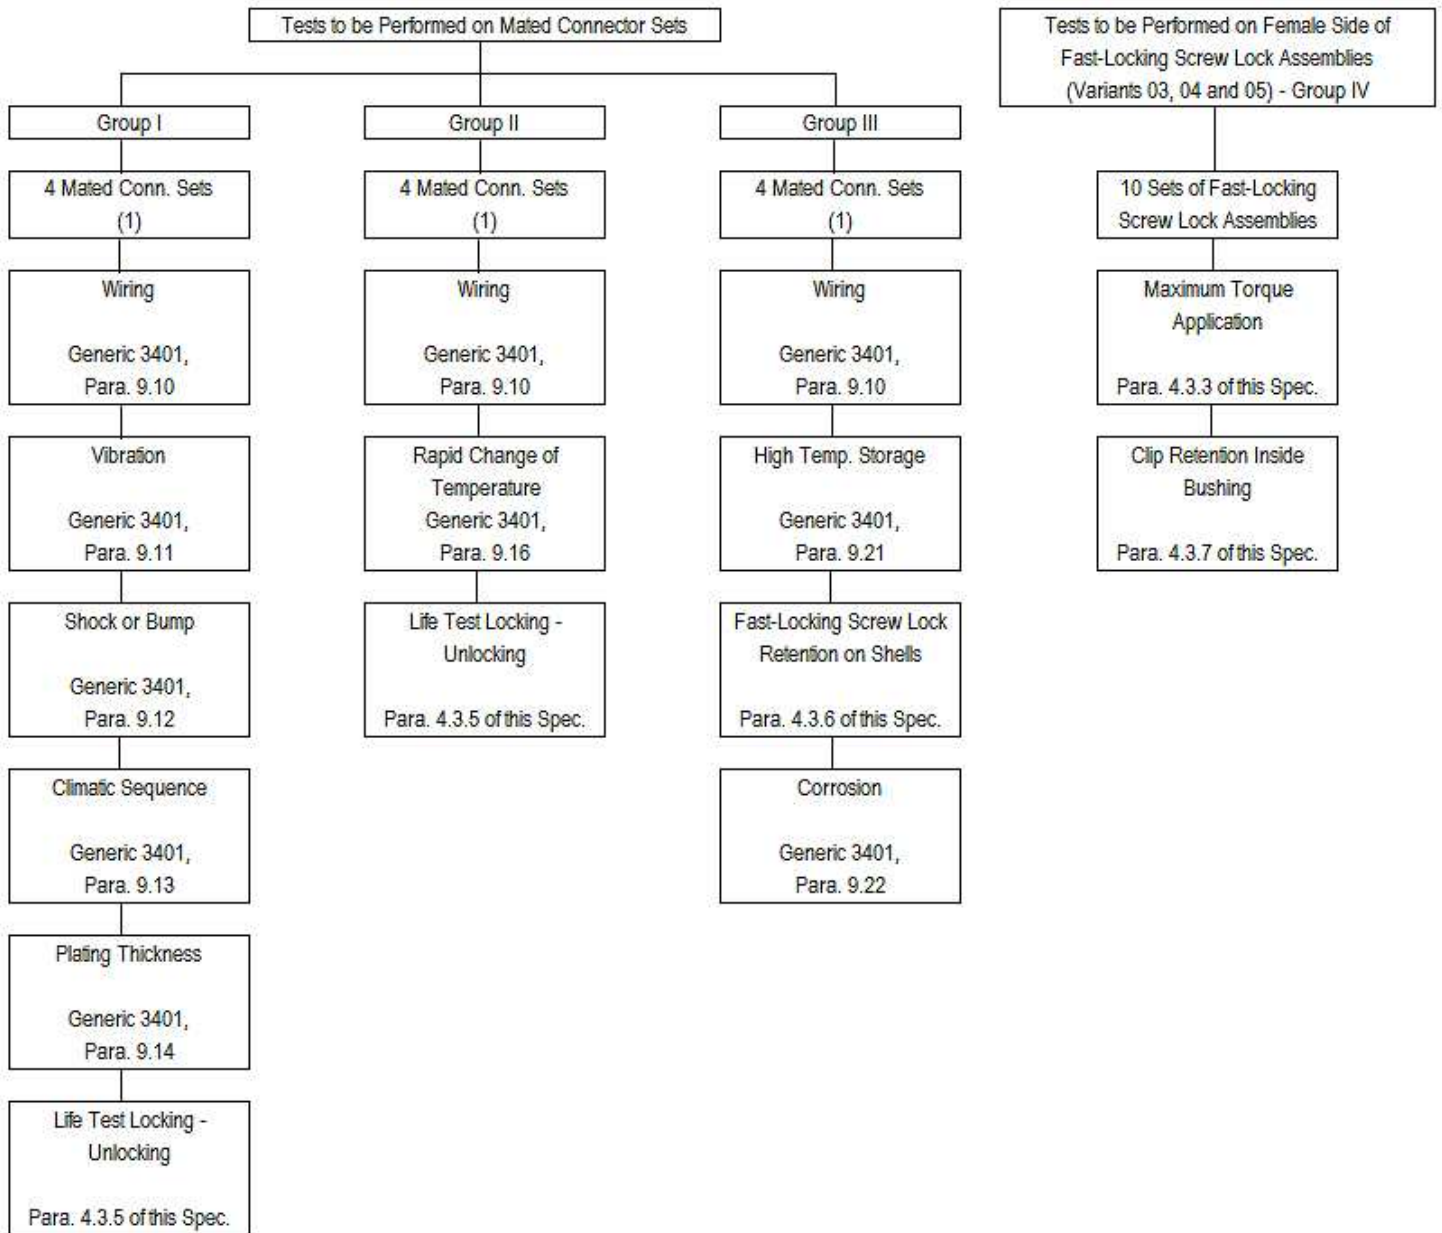 Tests to be Performed on Mated Connector Sets
Tests to be Performed on Female Side of
Fast-Locking Screw Lock Assemblies
(Variants 03, 04 and 05) - Group IV
Group I
4 Mated Conn. Sets
(1)
Wiring
Generic 3401,
Para. 9.10
Vibration
Generic 3401,
Para. 9.11
Shock or Bump
Generic 3401,
Para. 9.12
Climatic Sequence
Generic 3401,
Para. 9.13
Plating Thickness
Generic 3401,
Para. 9.14
Life Test Locking -
Unlocking
Para. 4.3.5 of this Spec.
Group II
4 Mated Conn. Sets
(1)
Wiring
Generic 3401,
Para. 9.10
Rapid Change of
Temperature
Generic 3401,
Para. 9.16
Life Test Locking -
Unlocking
Para. 4.3.5 of this Spec.
Group III
4 Mated Conn. Sets
(1)
Wiring
Generic 3401,
Para. 9.10
High Temp. Storage
Generic 3401,
Para. 9.21
Fast-Locking Screw Lock
Retention on Shells
Para. 4.3.6 of this Spec.
Corrosion
Generic 3401,
Para. 9.22
10 Sets of Fast-Locking
Screw Lock Assemblies
Maximum Torque
Application
Para. 4.3.3 of this Spec.
Clip Retention Inside
Bushing
Para. 4.3.7 of this Spec.